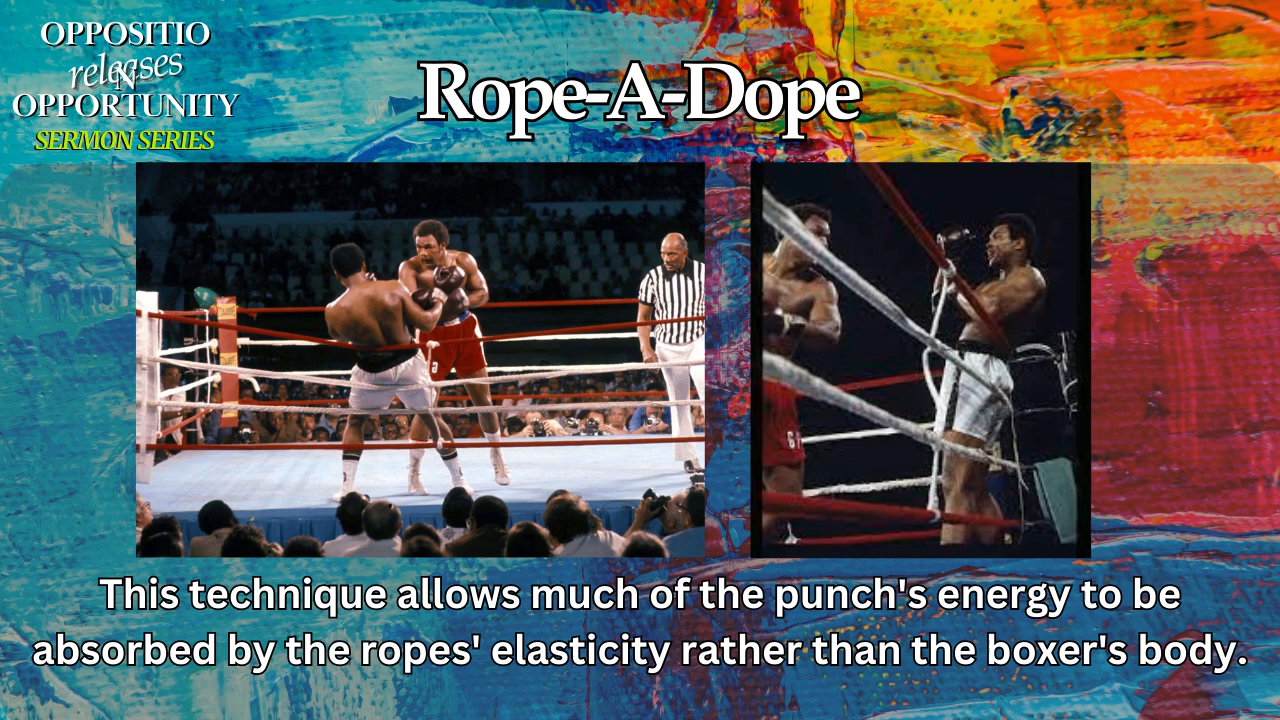 OPPOSITIO
releases
N
OPPORTUNITY
SERMON SERIES
Rope-A-Dope
This technique allows much of the punch's energy to be
absorbed by the ropes' elasticity rather than the boxer's body.